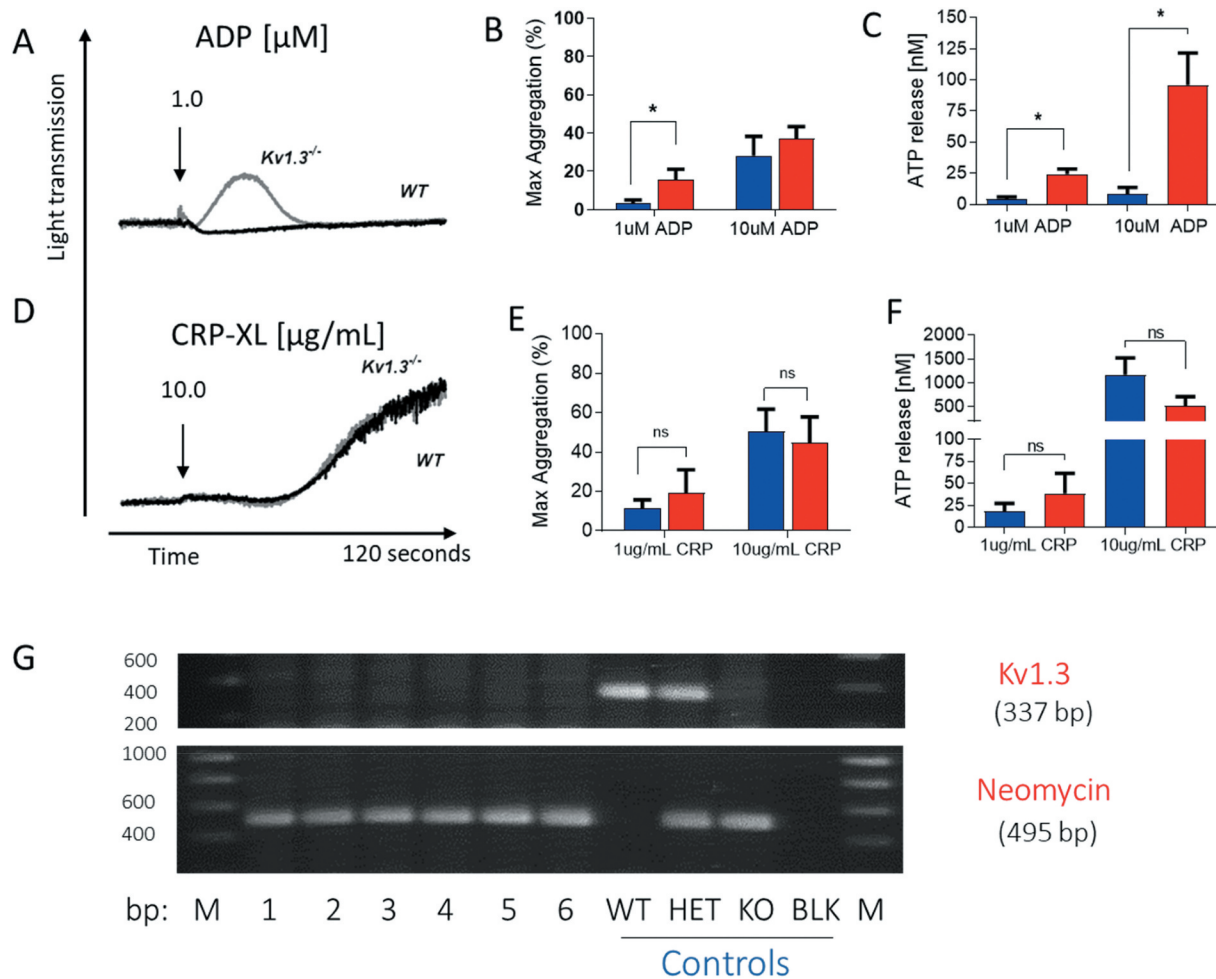 A
ADP [µM]
Light transmission
1.0
Kv1.3-/-
WT
B
Max Aggregation (%)
100
80
60
40
20
0
*
1uM ADP
10uM ADP
C
ATP release [nM]
150
125
100
75
50
25
0
*
*
1uM ADP
10uM ADP
D
CRP-XL [µg/mL]
10.0
Kv1.3-/-
WT
Time
120 seconds
E
Max Aggregation (%)
100
80
60
40
20
0
ns
ns
1ug/mL CRP
10ug/mL CRP
F
ATP release [nM]
2000
1500
1000
500
100
75
50
25
0
ns
ns
1ug/mL CRP
10ug/mL CRP
G
600
400
200
Kv1.3
(337 bp)
1000
800
600
400
Neomycin
(495 bp)
bp: M 1 2 3 4 5 6 WT HET KO BLK M
Controls